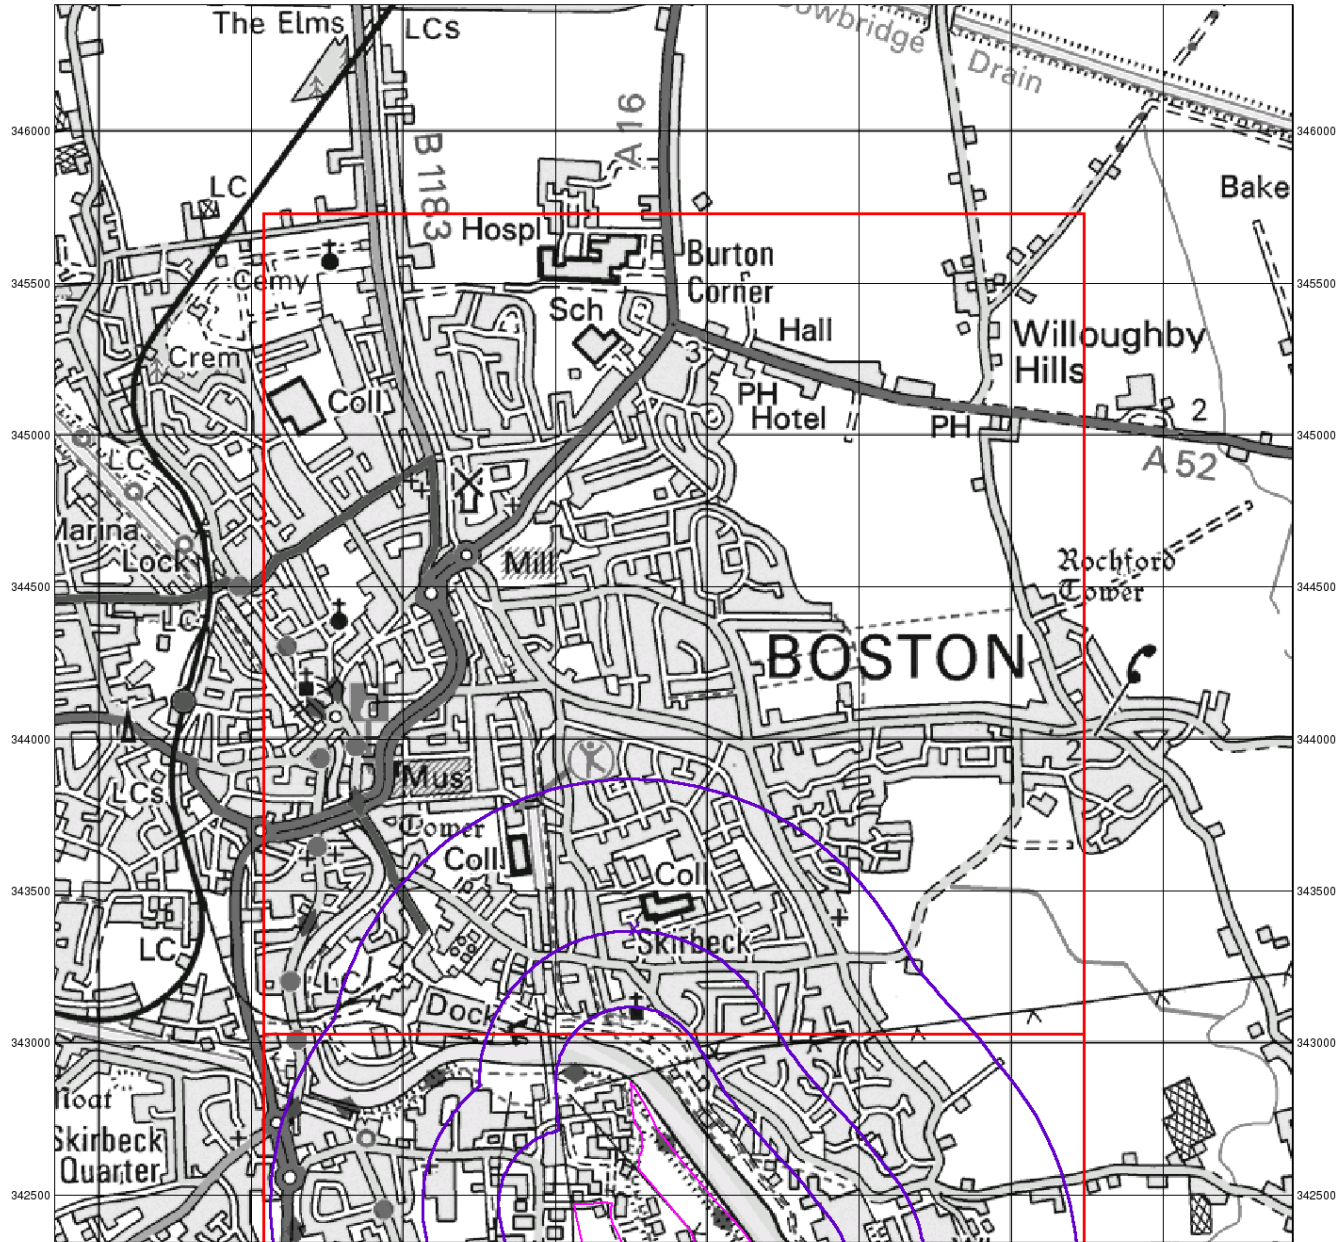 The Elms
LCs
Cowbridge
Drain
A 16
B 1183
346000
346000
LC
Bake
Hospl
Burton
Corner
Cemy
345500
345500
Sch
Hall
Willoughby
Hills
Crem
3
Coll
PH
Hotel
PH
2
345000
345000
LC
A 52
Marina
Lock
Mill
Rochford
Tower
344500
344500
LC
BOSTON
H
344000
344000
2
LCs
Mus
Tower
Coll
Coll
343500
343500
Skirbeck
LC
LC
Dock
343000
343000
Moat
Skirbeck
Quarter
342500
342500